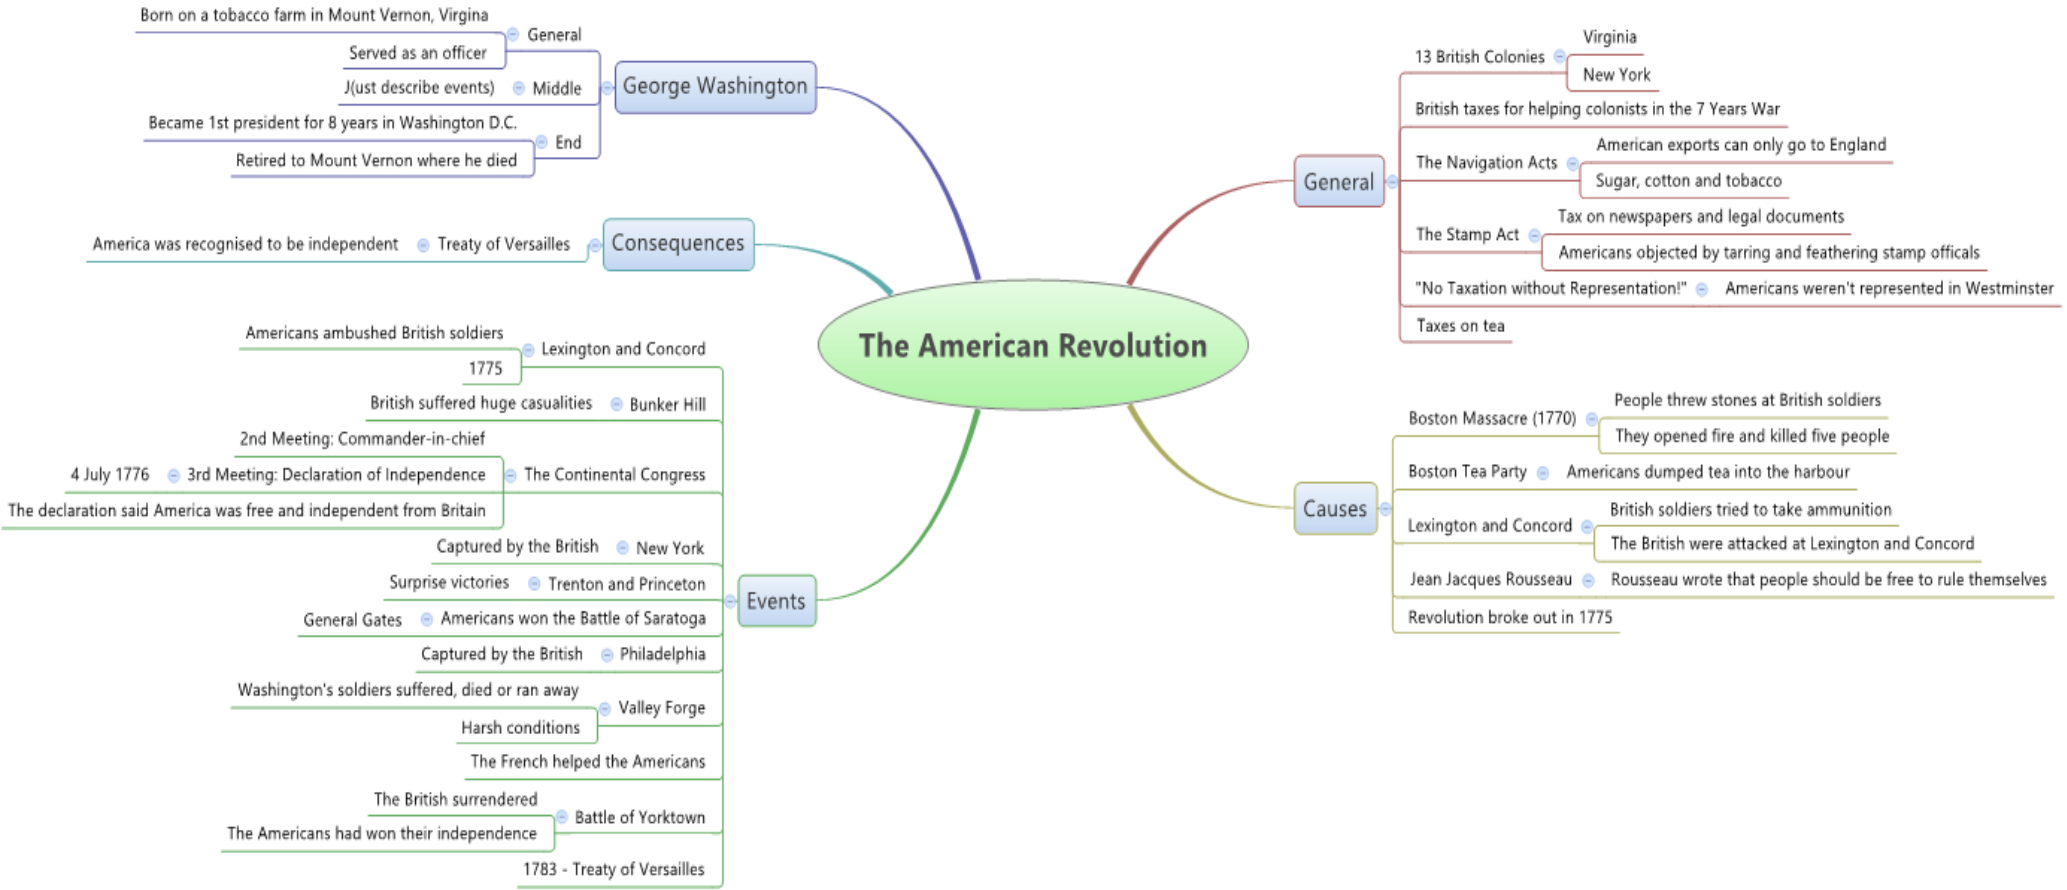 The American Revolution
George Washington
General
Born on a tobacco farm in Mount Vernon, Virgina
Served as an officer
Middle
J(ust describe events)
End
Became 1st president for 8 years in Washington D.C.
Retired to Mount Vernon where he died
Consequences
Treaty of Versailles
America was recognised to be independent
Events
Lexington and Concord
Americans ambushed British soldiers
1775
Bunker Hill
British suffered huge casualities
The Continental Congress
2nd Meeting: Commander-in-chief
3rd Meeting: Declaration of Independence
4 July 1776
The declaration said America was free and independent from Britain
New York
Captured by the British
Trenton and Princeton
Surprise victories
Americans won the Battle of Saratoga
General Gates
Philadelphia
Captured by the British
Valley Forge
Washington's soldiers suffered, died or ran away
Harsh conditions
The French helped the Americans
Battle of Yorktown
The British surrendered
The Americans had won their independence
1783 - Treaty of Versailles
General
13 British Colonies
Virginia
New York
British taxes for helping colonists in the 7 Years War
The Navigation Acts
American exports can only go to England
Sugar, cotton and tobacco
The Stamp Act
Tax on newspapers and legal documents
Americans objected by tarring and feathering stamp officals
"No Taxation without Representation!"
Americans weren't represented in Westminster
Taxes on tea
Causes
Boston Massacre (1770)
People threw stones at British soldiers
They opened fire and killed five people
Boston Tea Party
Americans dumped tea into the harbour
Lexington and Concord
British soldiers tried to take ammunition
The British were attacked at Lexington and Concord
Jean Jacques Rousseau
Rousseau wrote that people should be free to rule themselves
Revolution broke out in 1775